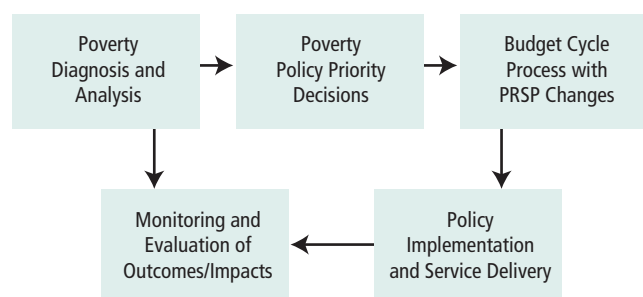 Poverty
Diagnosis and
Analysis
Poverty
Policy Priority
Decisions
Budget Cycle
Process with
PRSP Changes
Monitoring and
Evaluation of
Outcomes/Impacts
Policy
Implementation
and Service Delivery